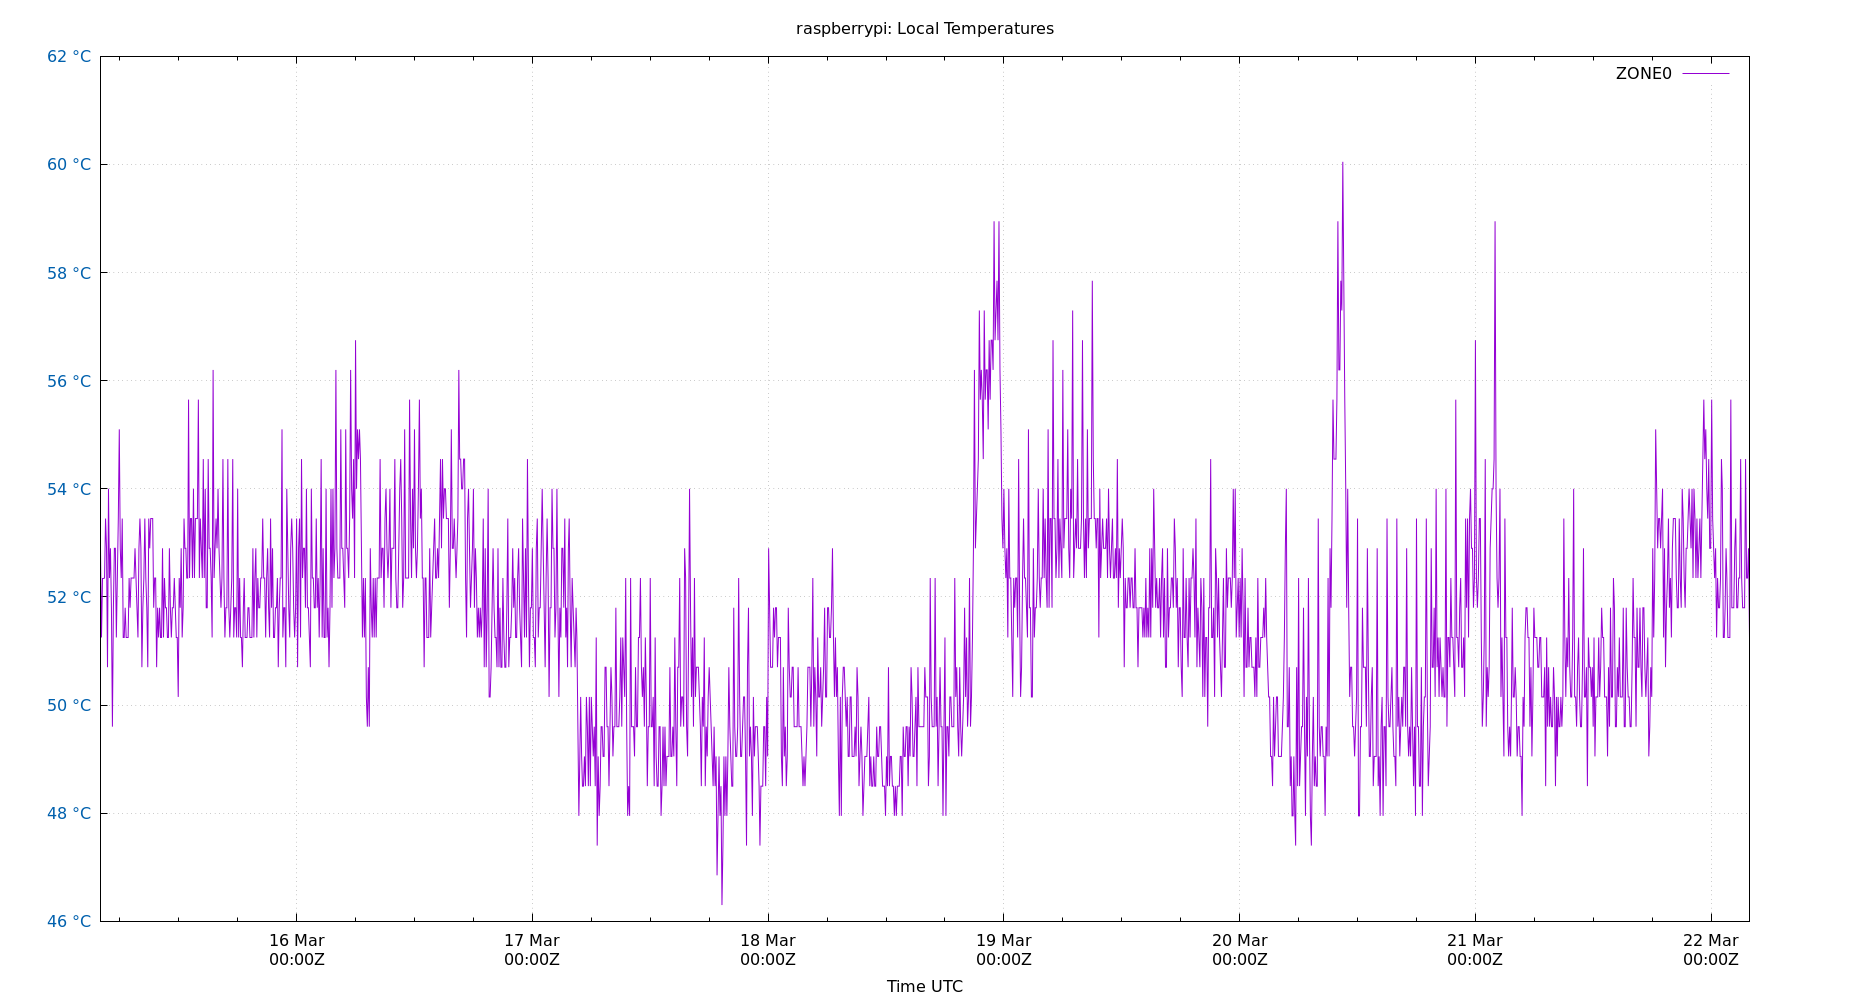 raspberrypi: Local Temperatures
ZONE0
62 °C
60 °C
58 °C
56 °C
54 °C
52 °C
50 °C
48 °C
46 °C
16 Mar
00:00Z
17 Mar
00:00Z
18 Mar
00:00Z
19 Mar
00:00Z
20 Mar
00:00Z
21 Mar
00:00Z
22 Mar
00:00Z
Time UTC